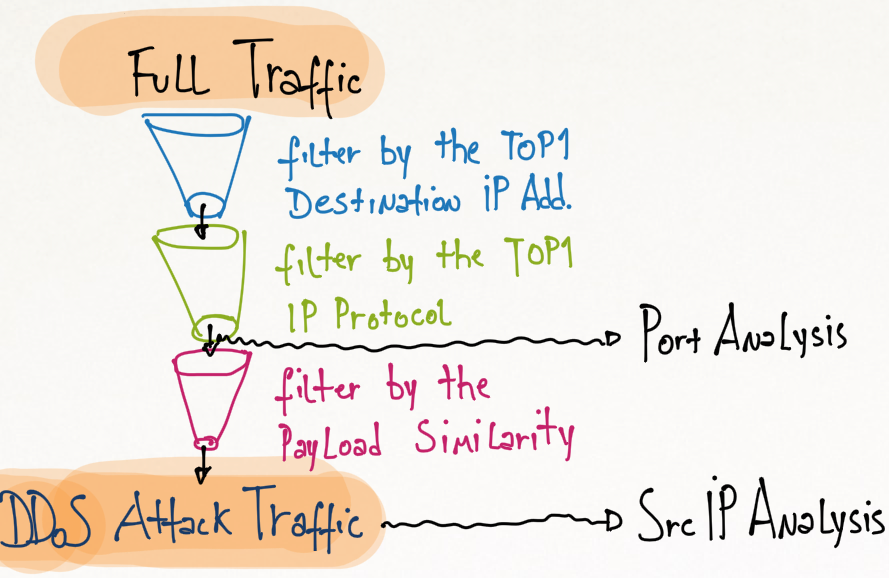 Full Traffic
filter by the TOP1
Destination IP Add.
filter by the TOP1
IP Protocol
Port Analysis
filter by the
Payload Similarity
DDoS Attack Traffic
Src IP Analysis